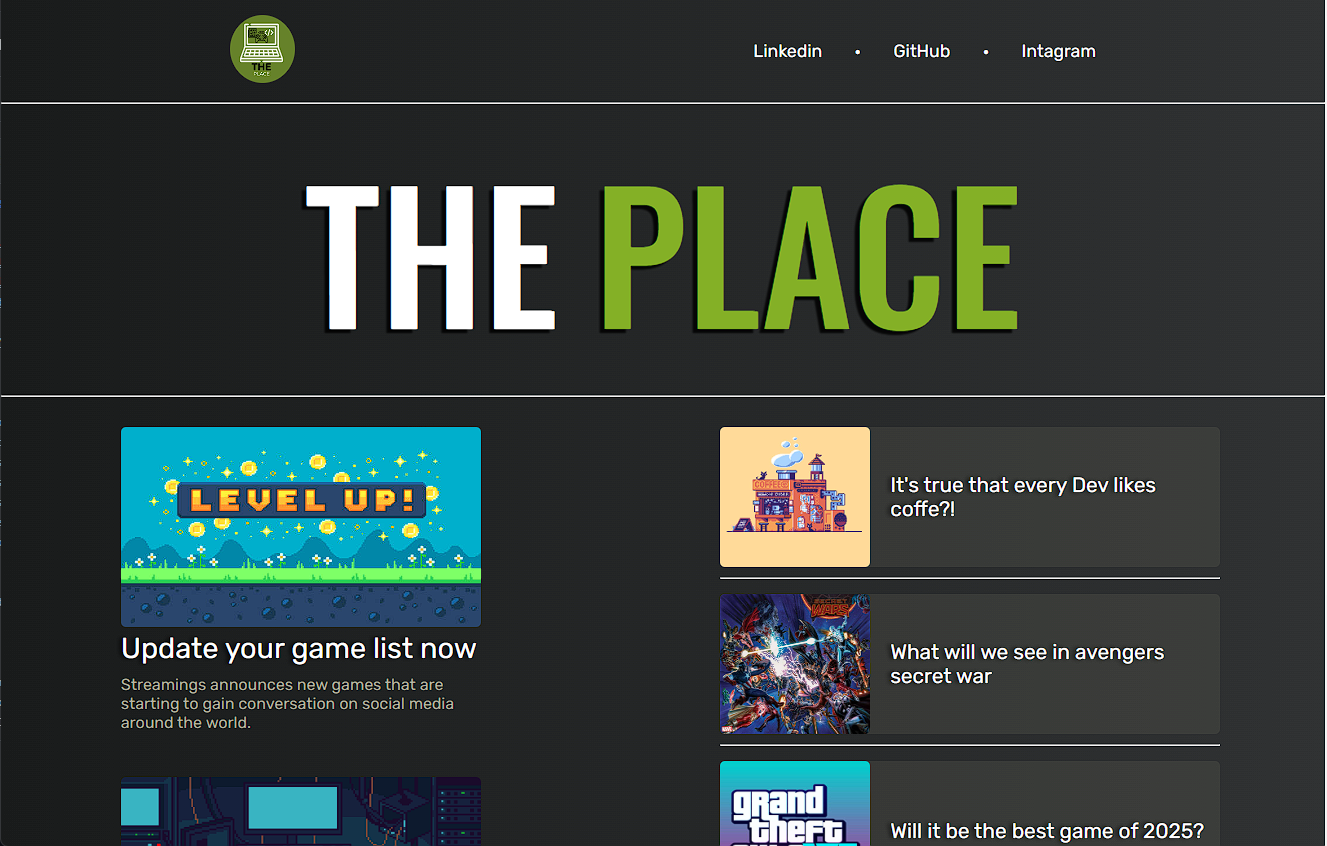 THE
PLACE
Linkedin • GitHub • Intagram
THE PLACE
LEVEL UP!
Update your game list now
Streamings announces new games that are
starting to gain conversation on social media
around the world.
COFFEE
It's true that every Dev likes
coffe?!
SECRET
WARS
What will we see in avengers
secret war
grand
theft
Will it be the best game of 2025?